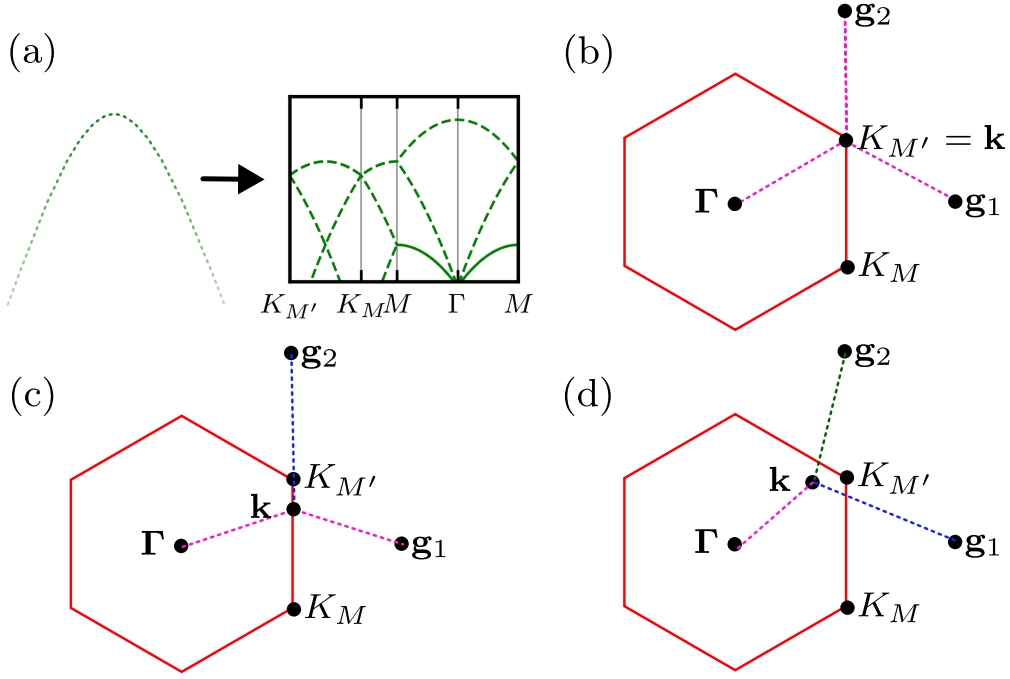 (a)
K_{M'} K_M M Γ M
(b)
g₂
K_{M'} = k
Γ
g₁
K_M
(c)
g₂
K_{M'}
k
Γ
g₁
K_M
(d)
g₂
K_{M'}
k
Γ
g₁
K_M